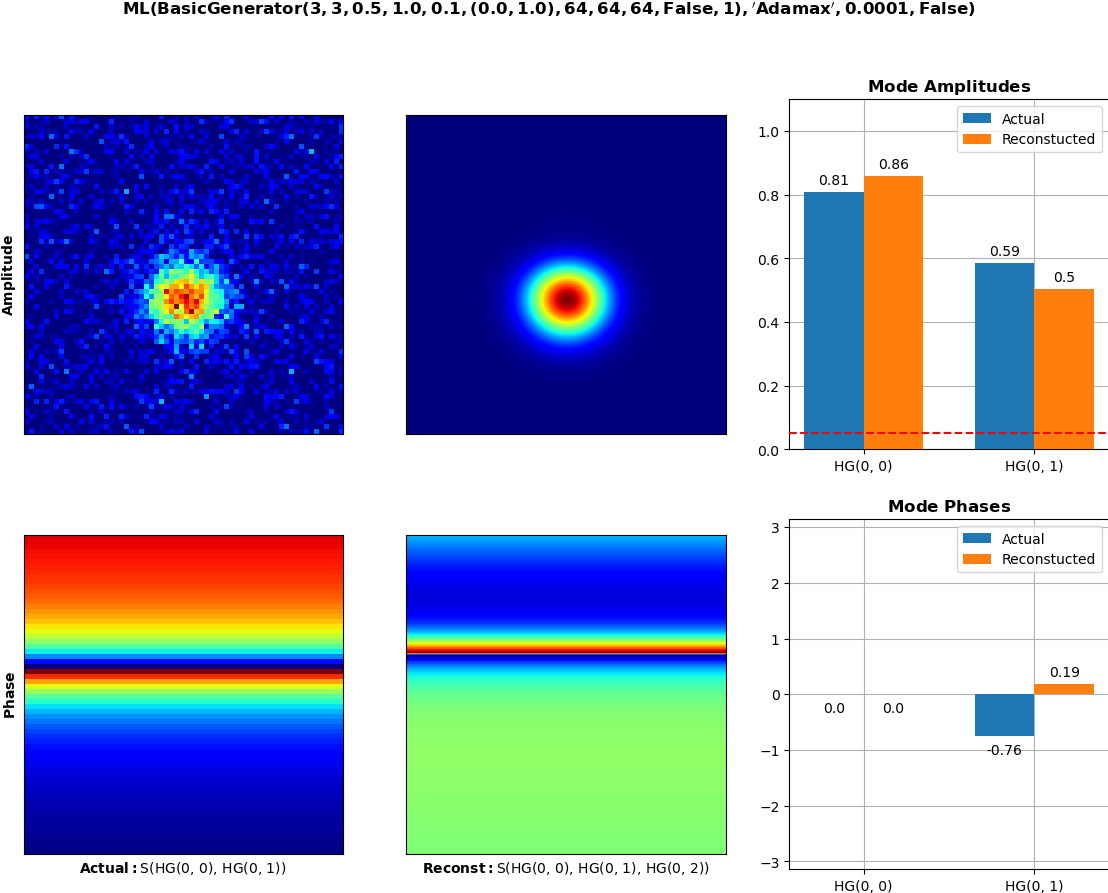 ML(BasicGenerator(3, 3, 0.5, 1.0, 0.1, (0.0, 1.0), 64, 64, 64, False, 1), ′Adamax′, 0.0001, False)
Amplitude
Mode Amplitudes
Actual
Reconstucted
1.0
0.8
0.6
0.4
0.2
0.0
0.81
0.86
0.59
0.5
HG(0, 0)
HG(0, 1)
Phase
Actual: S(HG(0, 0), HG(0, 1))
Reconst: S(HG(0, 0), HG(0, 1), HG(0, 2))
Mode Phases
Actual
Reconstucted
3
2
1
0
−1
−2
−3
0.0
0.0
-0.76
0.19
HG(0, 0)
HG(0, 1)